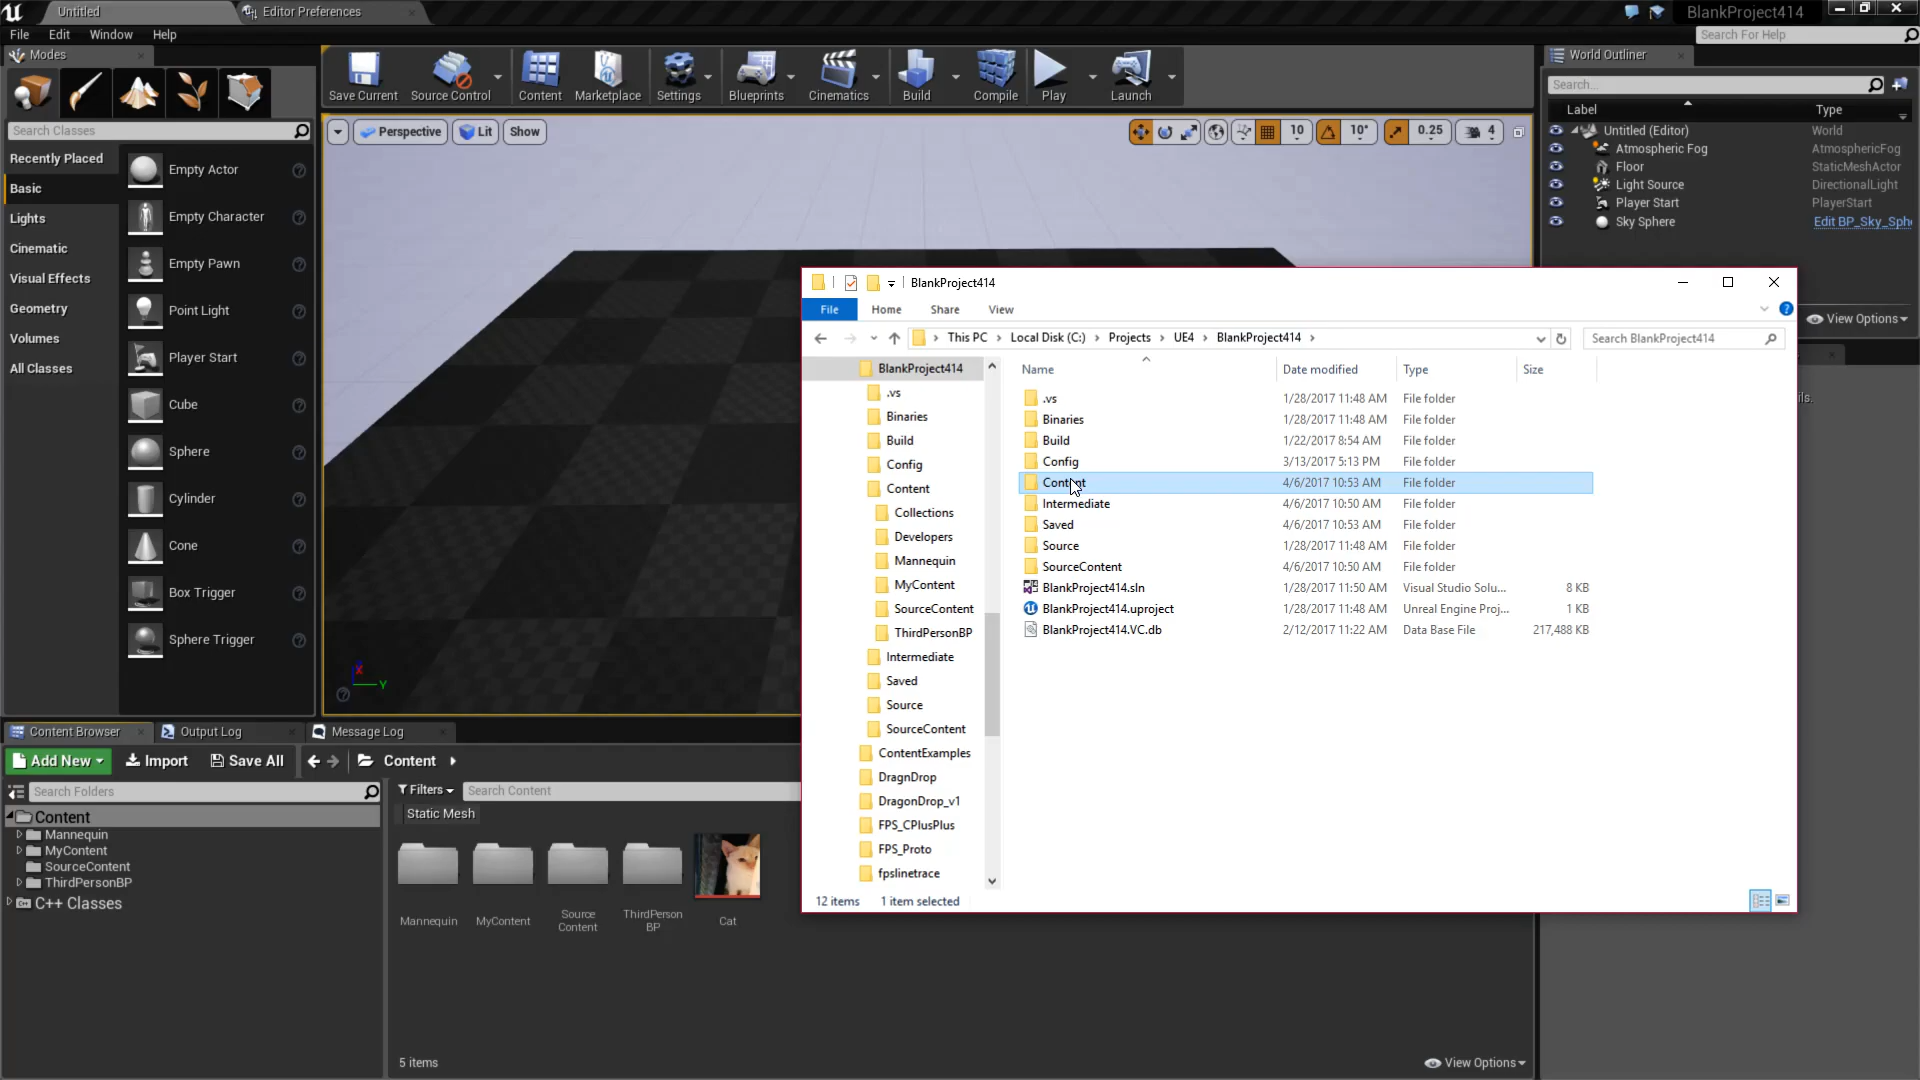 Untitled
Editor Preferences
BlankProject414
File Edit Window Help
Search For Help
Modes
Save Current
Source Control
Content
Marketplace
Settings
Blueprints
Cinematics
Build
Compile
Play
Launch
World Outliner
Search...
Label Type
Search Classes
Perspective Lit Show
10 10° 0.25 4
Untitled (Editor) World
Atmospheric Fog AtmosphericFog
Floor StaticMeshActor
Light Source DirectionalLight
Player Start PlayerStart
Sky Sphere Edit BP_Sky_Sph
View Options
Recently Placed
Basic
Lights
Cinematic
Visual Effects
Geometry
Volumes
All Classes
Empty Actor
Empty Character
Empty Pawn
Point Light
Player Start
Cube
Sphere
Cylinder
Cone
Box Trigger
Sphere Trigger
X
Y
BlankProject414
File Home Share View
This PC Local Disk (C:) Projects UE4 BlankProject414
Search BlankProject414
BlankProject414
.vs
Binaries
Build
Config
Content
Collections
Developers
Mannequin
MyContent
SourceContent
ThirdPersonBP
Intermediate
Saved
Source
SourceContent
ContentExamples
DragnDrop
DragonDrop_v1
FPS_CPlusPlus
FPS_Proto
fpslinetrace
Name Date modified Type Size
.vs 1/28/2017 11:48 AM File folder
Binaries 1/28/2017 11:48 AM File folder
Build 1/22/2017 8:54 AM File folder
Config 3/13/2017 5:13 PM File folder
Content 4/6/2017 10:53 AM File folder
Intermediate 4/6/2017 10:50 AM File folder
Saved 4/6/2017 10:53 AM File folder
Source 1/28/2017 11:48 AM File folder
SourceContent 4/6/2017 10:50 AM File folder
BlankProject414.sln 1/28/2017 11:50 AM Visual Studio Solu... 8 KB
BlankProject414.uproject 1/28/2017 11:48 AM Unreal Engine Proj... 1 KB
BlankProject414.VC.db 2/12/2017 11:22 AM Data Base File 217,488 KB
12 items 1 item selected
ils.
Content Browser
Output Log
Message Log
Add New
Import
Save All
Content
Search Folders
Filters
Search Content
Static Mesh
Content
Mannequin
MyContent
SourceContent
ThirdPersonBP
C++ Classes
Mannequin
MyContent
Source
Content
ThirdPerson
BP
Cat
5 items
View Options